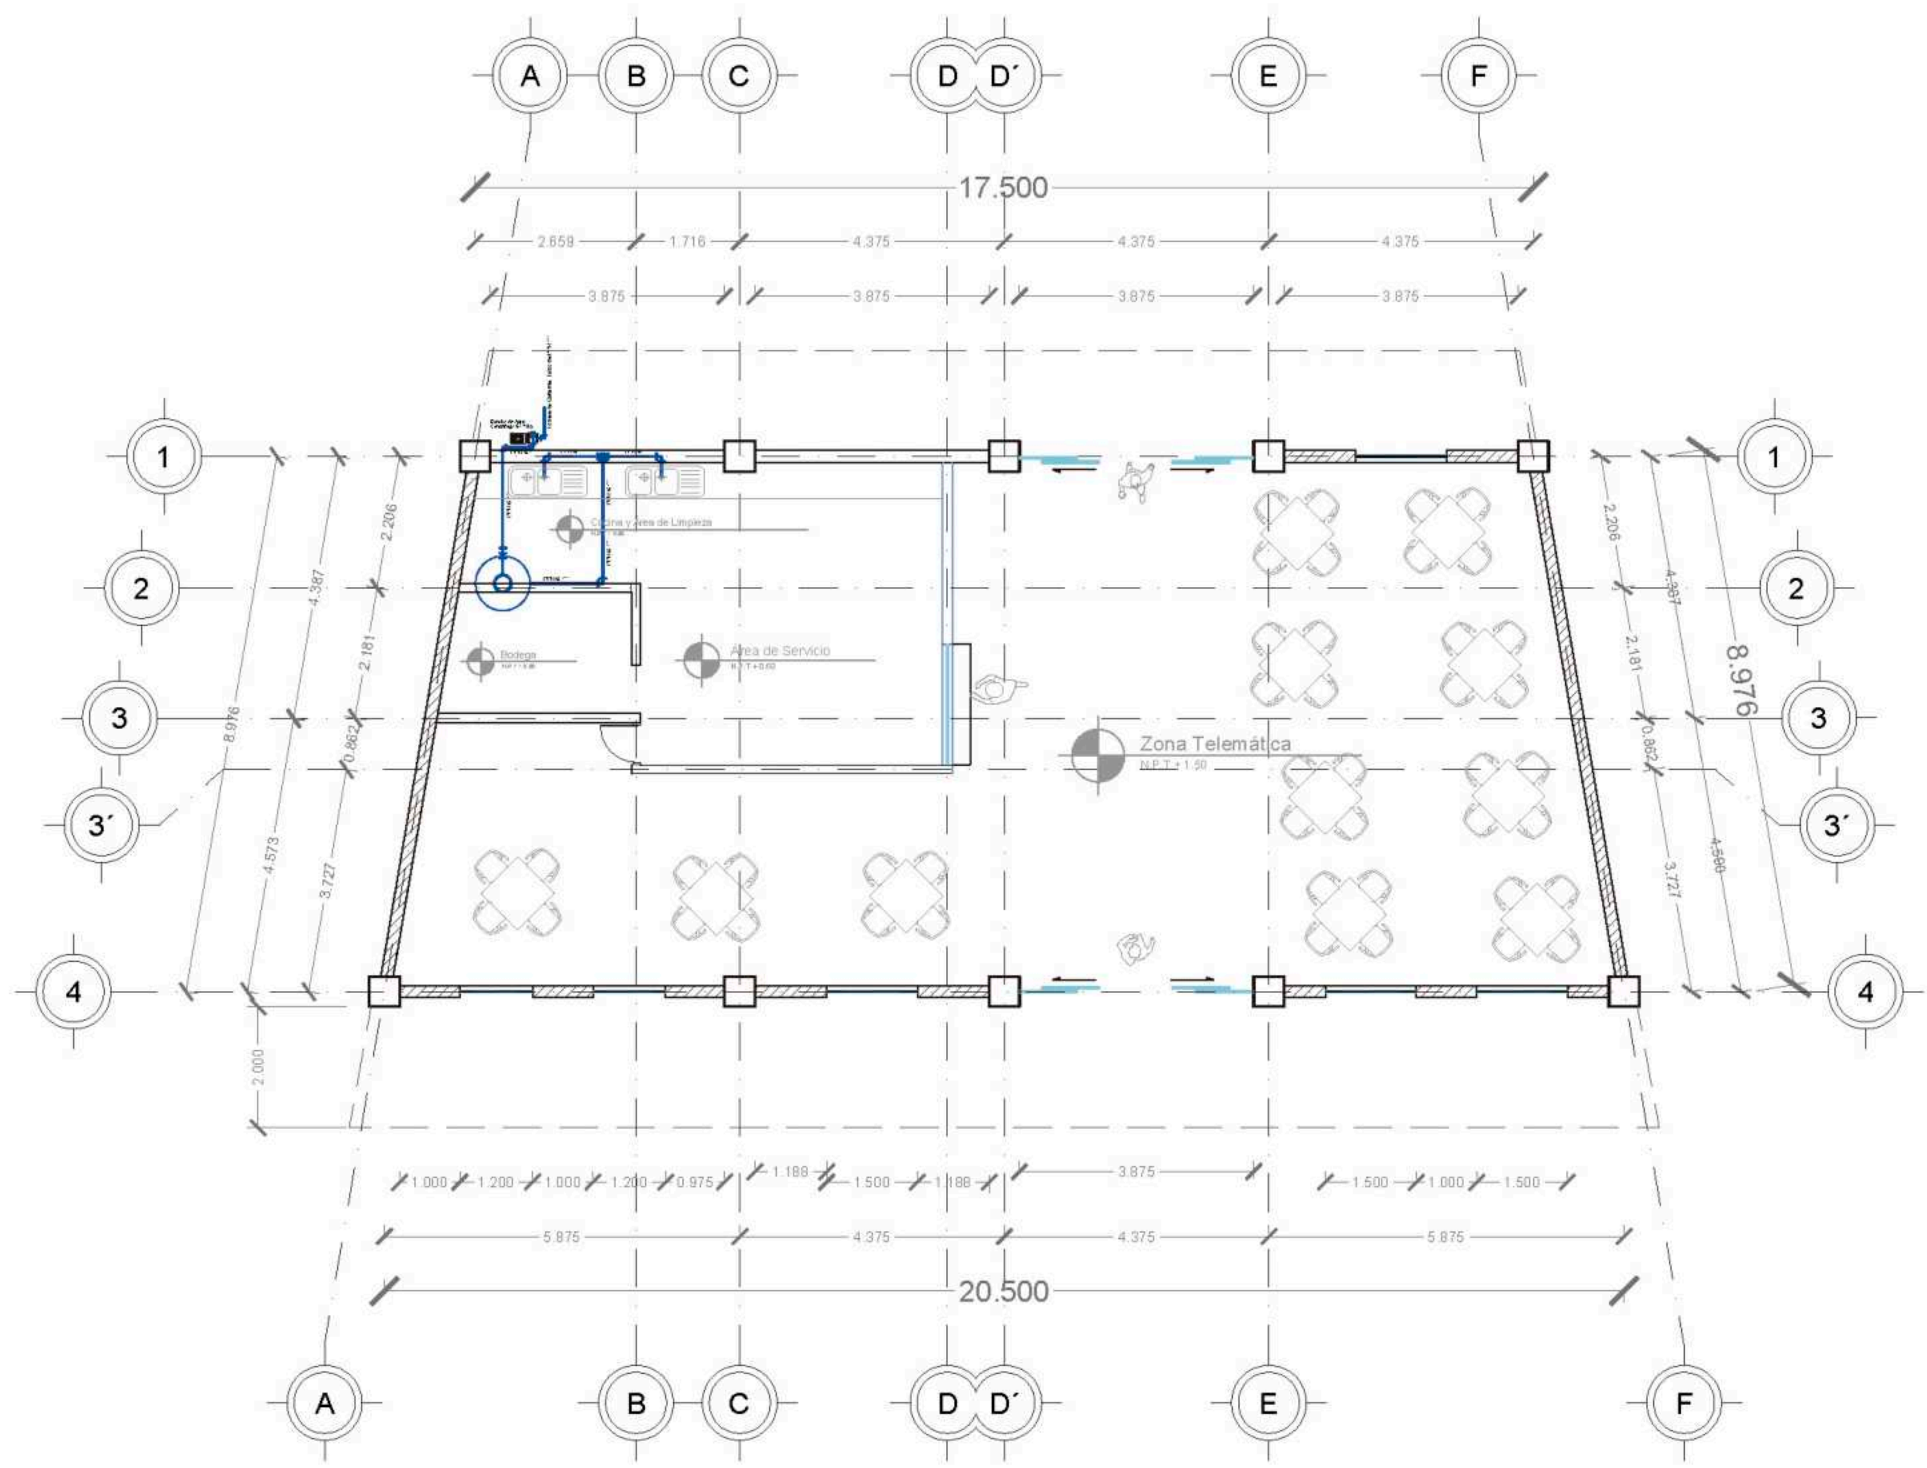 A B C D D´ E F
17.500
2.659 1.716 4.375 4.375 4.375
3.875 3.875 3.875 3.875
1 1
2.206 2.206
Cocina y Area de Limpieza
2 2
4.387 4.387
8.976 8.976
2.181 2.181
Bodega
Area de Servicio
N.P.T + 0.60
3 3
0.862 0.862
Zona Telemática
N.P.T + 1.50
3´ 3´
4.573 4.590
3.727 3.727
4 4
2.000
1.188 3.875
1.000 1.200 1.000 1.200 0.975 1.500 1.188 1.500 1.000 1.500
5.875 4.375 4.375 5.875
20.500
A B C D D´ E F